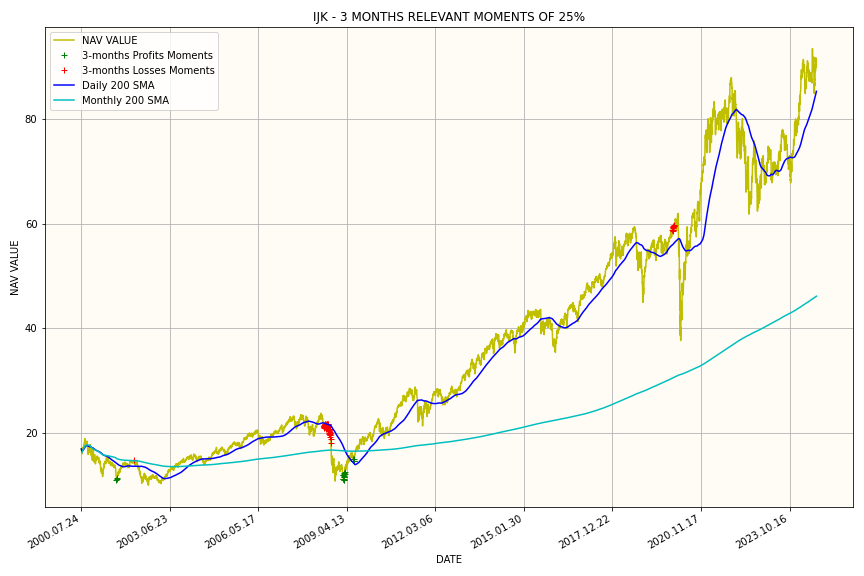 IJK - 3 MONTHS RELEVANT MOMENTS OF 25%
NAV VALUE
3-months Profits Moments
3-months Losses Moments
Daily 200 SMA
Monthly 200 SMA
80
60
40
20
NAV VALUE
2000.07.24
2003.06.23
2006.05.17
2009.04.13
2012.03.06
2015.01.30
2017.12.22
2020.11.17
2023.10.16
DATE